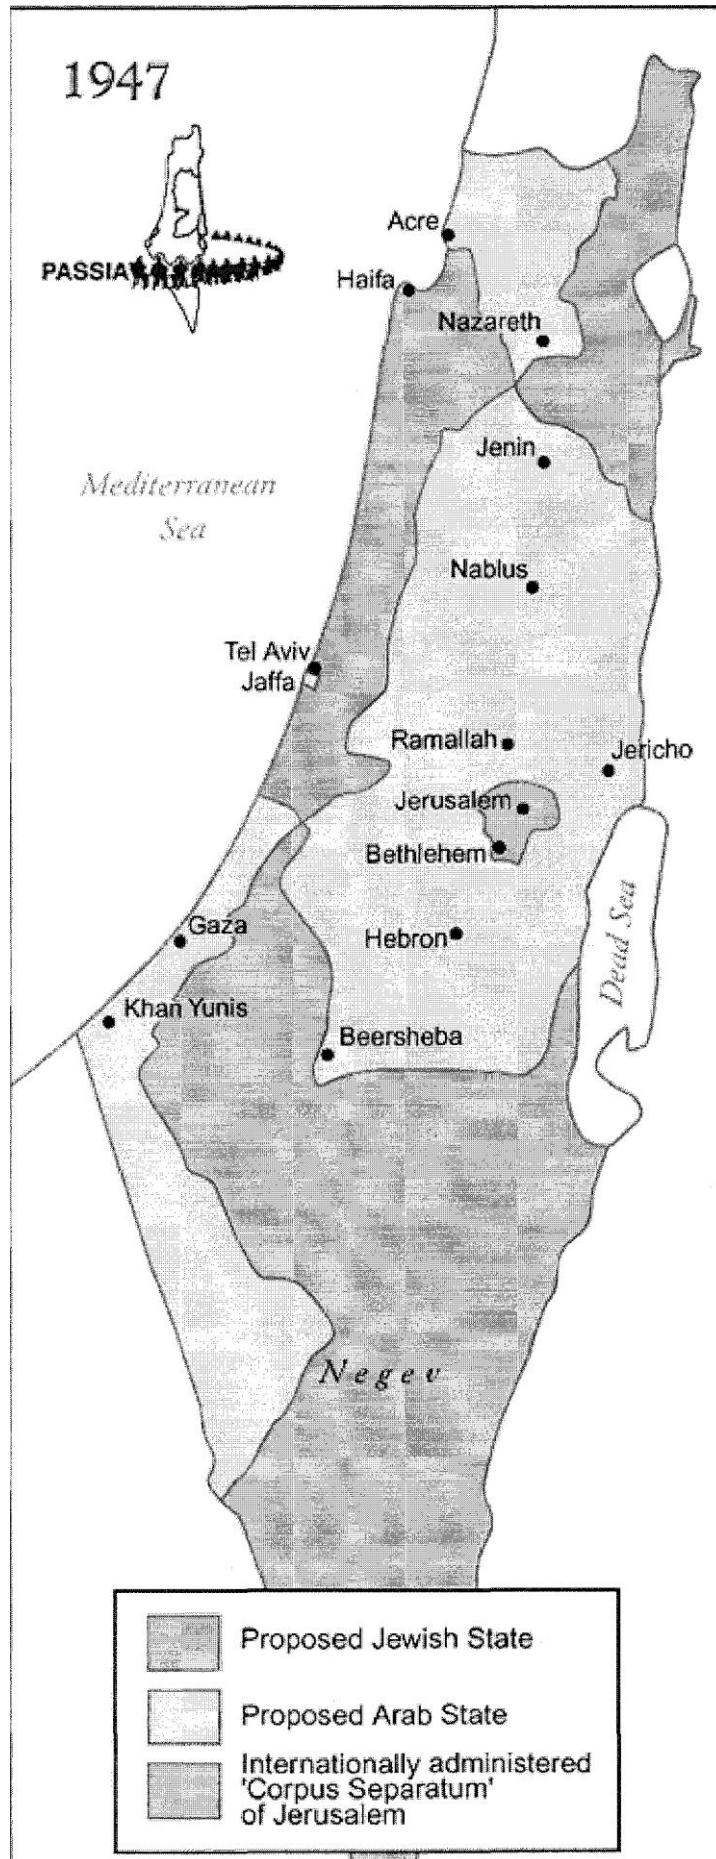 1947
PASSIA
Acre
Haifa
Nazareth
Jenin
Mediterranean
Sea
Nablus
Tel Aviv
Jaffa
Ramallah
Jericho
Jerusalem
Bethlehem
Gaza
Hebron
Dead Sea
Khan Yunis
Beersheba
Negev
Proposed Jewish State
Proposed Arab State
Internationally administered
'Corpus Separatum'
of Jerusalem